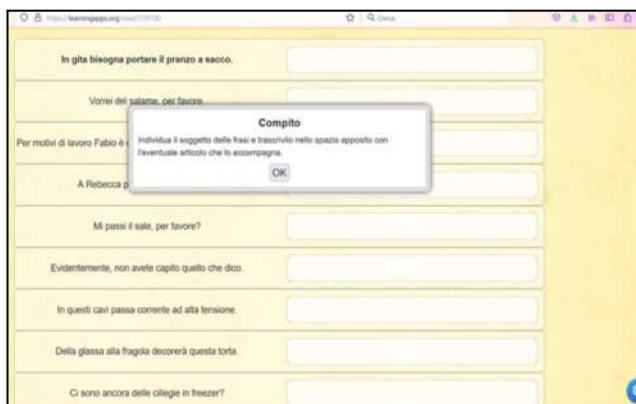 https://learningapps.org
Cerca
In gita bisogna portare il pranzo a sacco.
Vorrei del salame, per favore.
Compito
Individua il soggetto delle frasi e trascrivilo nello spazio apposito con
l'eventuale articolo che lo accompagna.
OK
Per motivi di lavoro Fabio è
A Rebecca
Mi passi il sale, per favore?
Evidentemente, non avete capito quello che dico.
In questi cavi passa corrente ad alta tensione.
Della glassa alla fragola decorerà questa torta.
Ci sono ancora delle ciliegie in freezer?